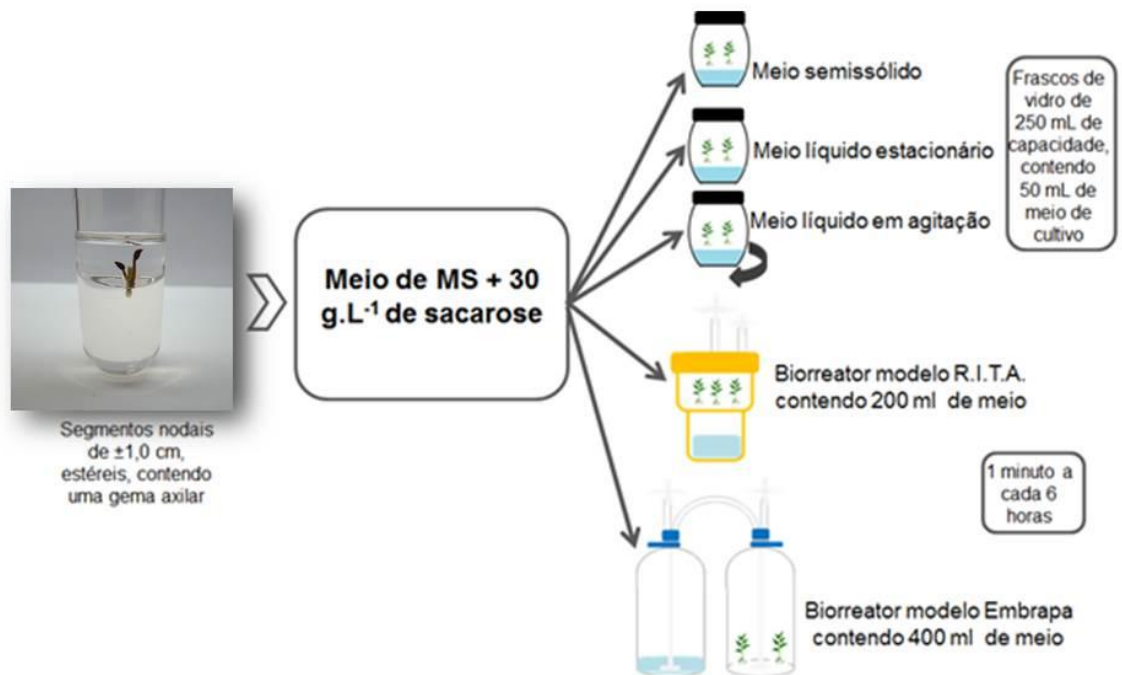 Segmentos nodais
de ±1,0 cm,
estéreis, contendo
uma gema axilar
Meio de MS + 30
g.L⁻¹ de sacarose
Meio semissólido
Meio líquido estacionário
Meio líquido em agitação
Frascos de
vidro de
250 mL de
capacidade,
contendo
50 mL de
meio de
cultivo
Biorreator modelo R.I.T.A.
contendo 200 ml de meio
1 minuto a
cada 6
horas
Biorreator modelo Embrapa
contendo 400 ml de meio